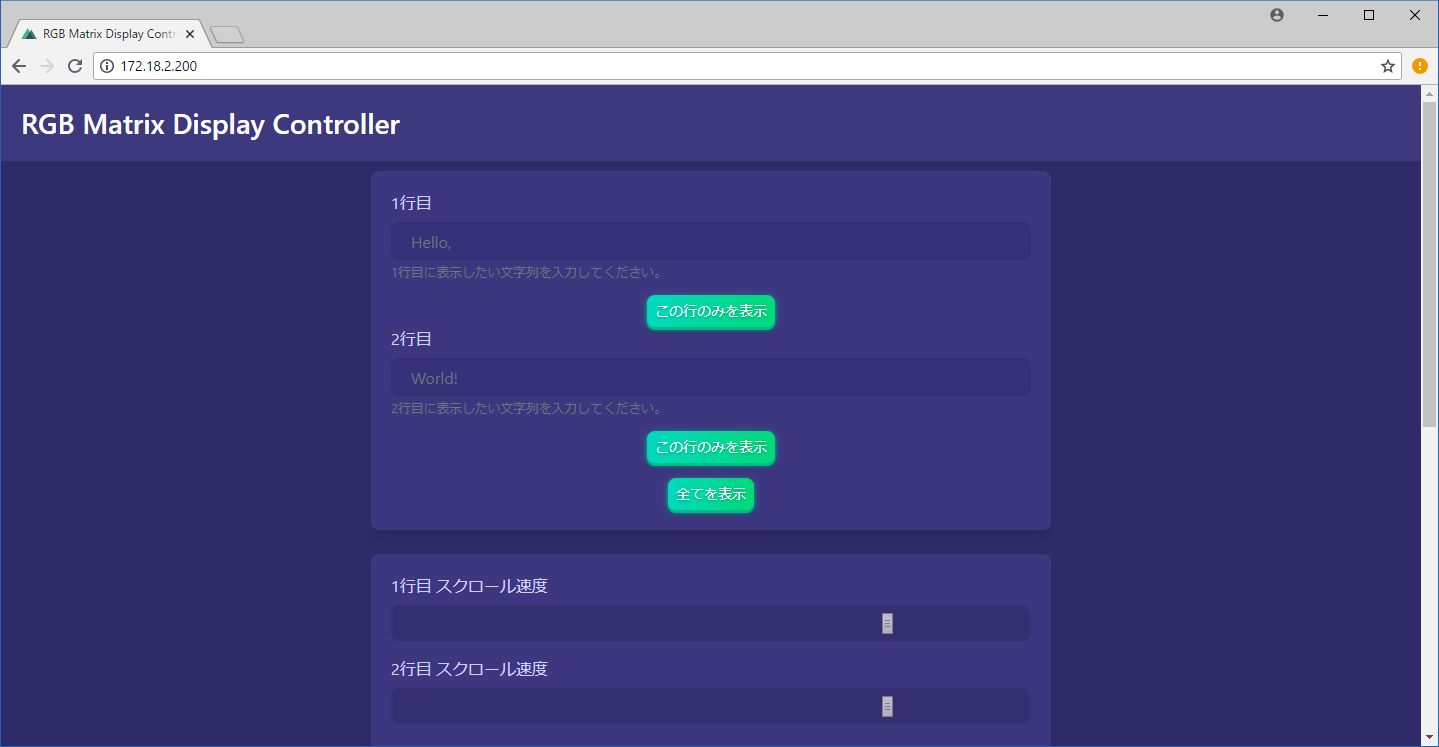 RGB Matrix Display Contr
172.18.2.200
RGB Matrix Display Controller
1行目
Hello,
1行目に表示したい文字列を入力してください。
この行のみを表示
2行目
World!
2行目に表示したい文字列を入力してください。
この行のみを表示
全てを表示
1行目 スクロール速度
2行目 スクロール速度